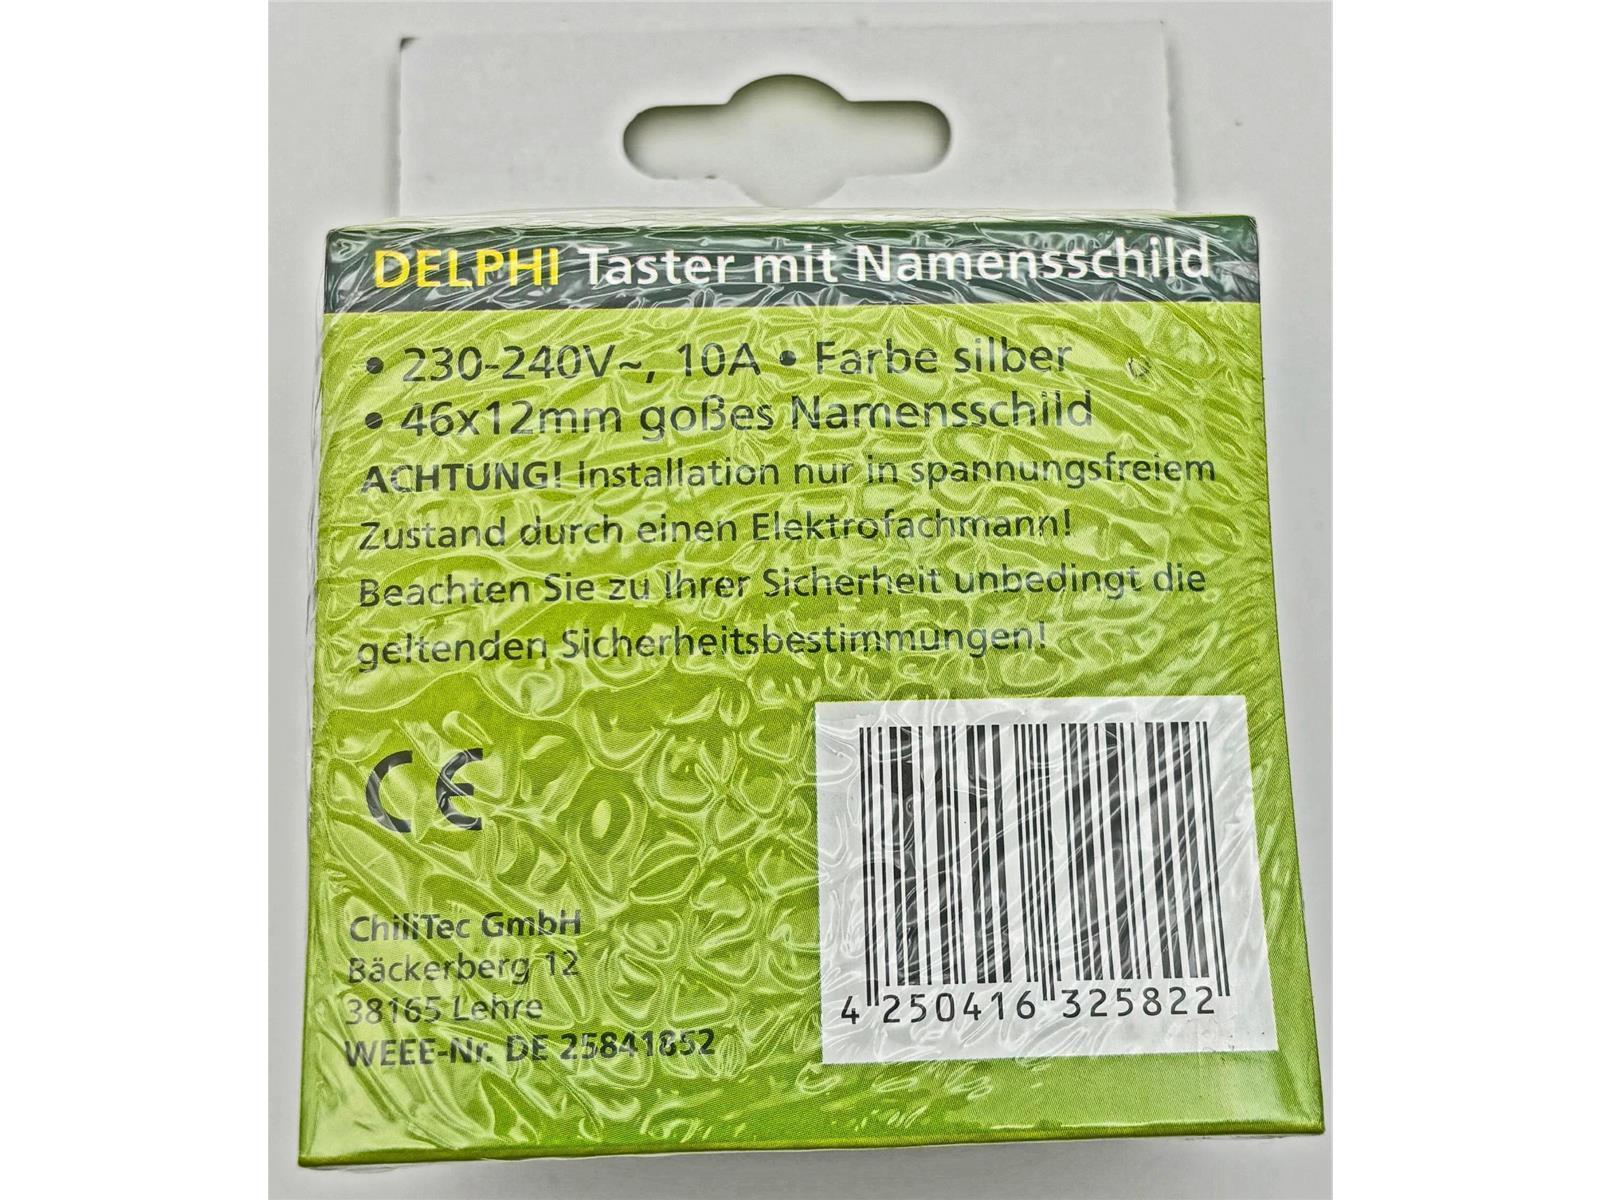 DELPHI Taster mit Namensschild
• 230-240V~, 10A • Farbe silber
• 46x12mm goßes Namensschild
ACHTUNG! Installation nur in spannungsfreiem
Zustand durch einen Elektrofachmann!
Beachten Sie zu Ihrer Sicherheit unbedingt die
geltenden Sicherheitsbestimmungen!
CE
ChiliTec GmbH
Bäckerberg 12
38165 Lehre
WEEE-Nr. DE 25841852
4 250416 325822